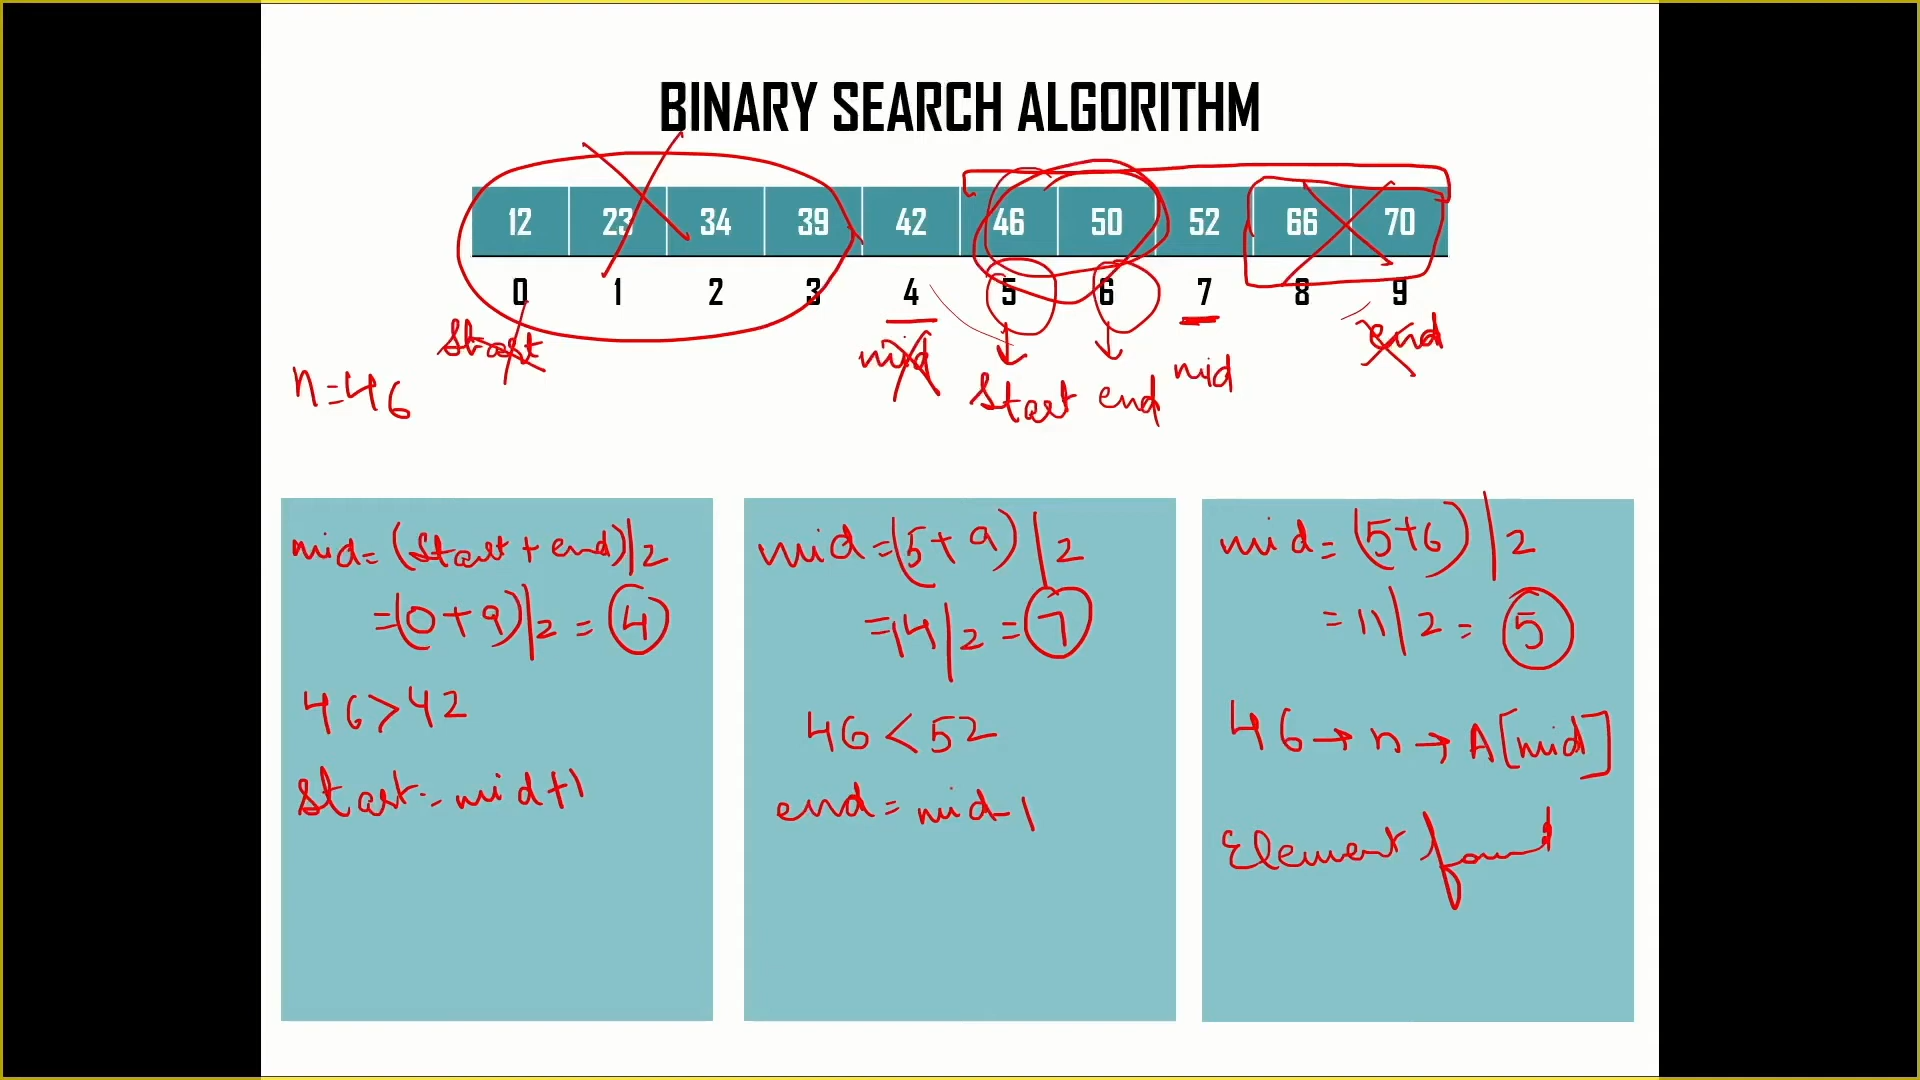 BINARY SEARCH ALGORITHM
12 23 34 39 42 46 50 52 66 70
0 1 2 3 4 5 6 7 8 9
start mid start end mid end
n=46
mid=(start+end)/2
=(0+9)/2=4
46>42
start=mid+1
mid=(5+9)/2
=14/2=7
46<52
end=mid-1
mid=(5+6)/2
=11/2=5
46→n→A[mid]
Element found